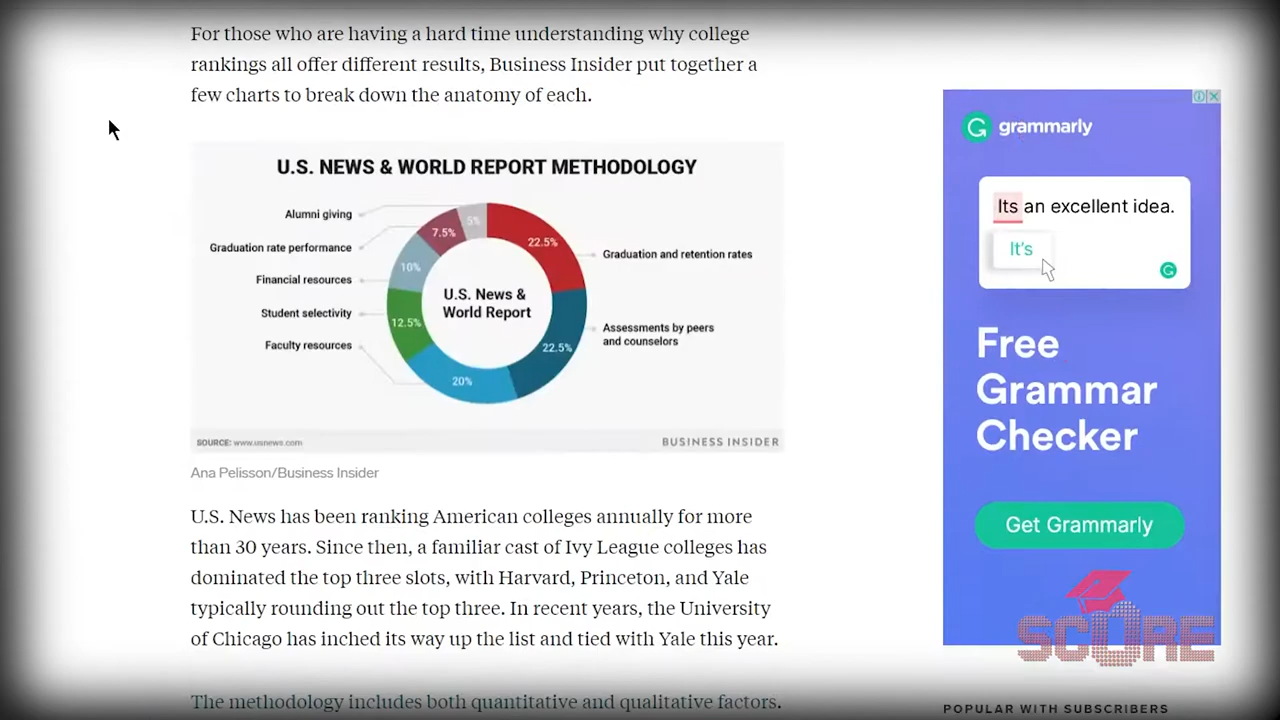 For those who are having a hard time understanding why college
rankings all offer different results, Business Insider put together a
few charts to break down the anatomy of each.
U.S. NEWS & WORLD REPORT METHODOLOGY
Alumni giving
Graduation rate performance
Financial resources
Student selectivity
Faculty resources
5%
7.5%
10%
12.5%
20%
22.5%
22.5%
U.S. News &
World Report
Graduation and retention rates
Assessments by peers
and counselors
SOURCE: www.usnews.com
BUSINESS INSIDER
Ana Pelisson/Business Insider
U.S. News has been ranking American colleges annually for more
than 30 years. Since then, a familiar cast of Ivy League colleges has
dominated the top three slots, with Harvard, Princeton, and Yale
typically rounding out the top three. In recent years, the University
of Chicago has inched its way up the list and tied with Yale this year.
The methodology includes both quantitative and qualitative factors.
grammarly
Its an excellent idea.
It's
Free
Grammar
Checker
Get Grammarly
SCORE
POPULAR WITH SUBSCRIBERS